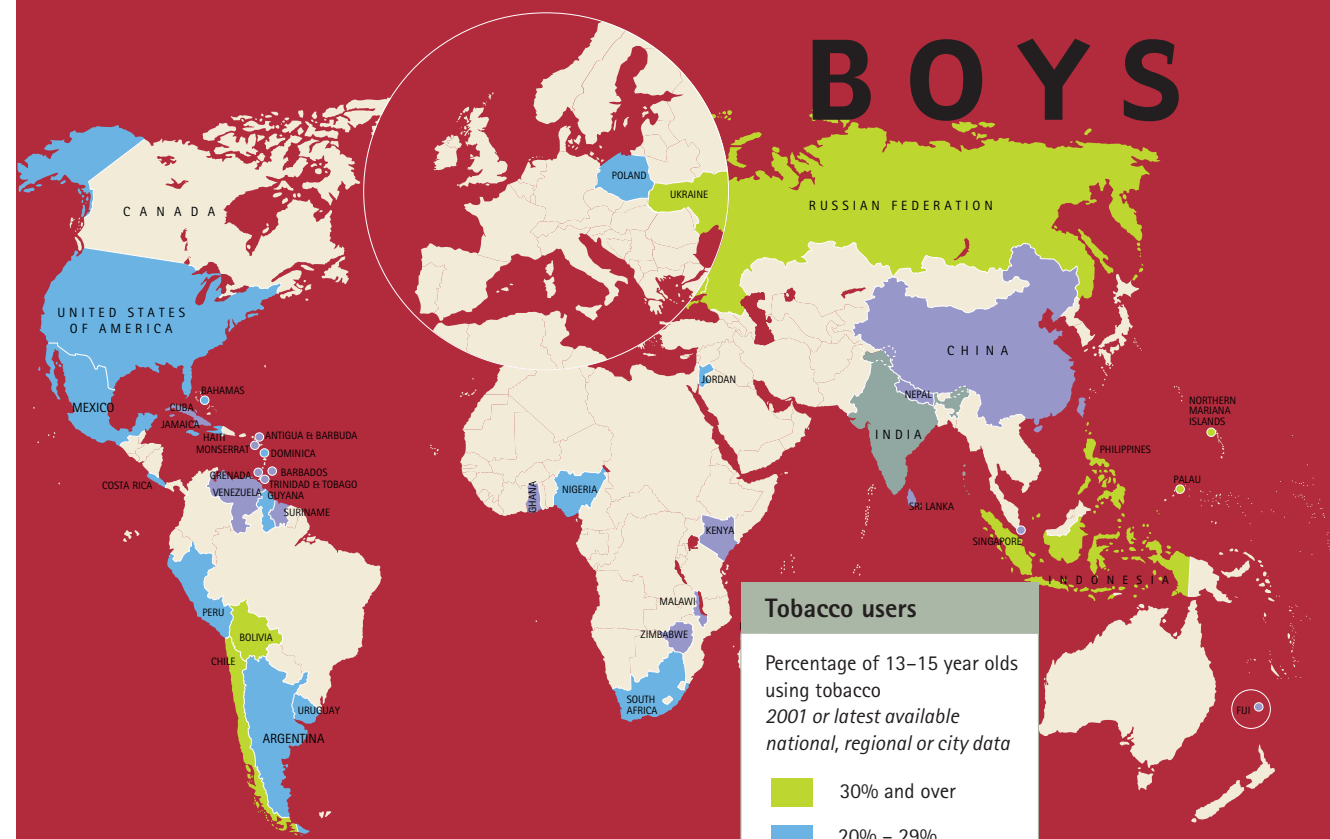 BOYS
CANADA
UNITED STATES
OF AMERICA
MEXICO
BAHAMAS
CUBA
JAMAICA
HAITI
MONSERRAT
ANTIGUA & BARBUDA
DOMINICA
GRENADA
BARBADOS
TRINIDAD & TOBAGO
COSTA RICA
VENEZUELA
GUYANA
SURINAME
PERU
BOLIVIA
CHILE
URUGUAY
ARGENTINA
POLAND
UKRAINE
RUSSIAN FEDERATION
JORDAN
CHINA
NEPAL
INDIA
SRI LANKA
GHANA
NIGERIA
KENYA
MALAWI
ZIMBABWE
SOUTH
AFRICA
SINGAPORE
INDONESIA
PHILIPPINES
NORTHERN
MARIANA
ISLANDS
PALAU
FIJI
Tobacco users
Percentage of 13–15 year olds
using tobacco
2001 or latest available
national, regional or city data
30% and over
20% – 29%